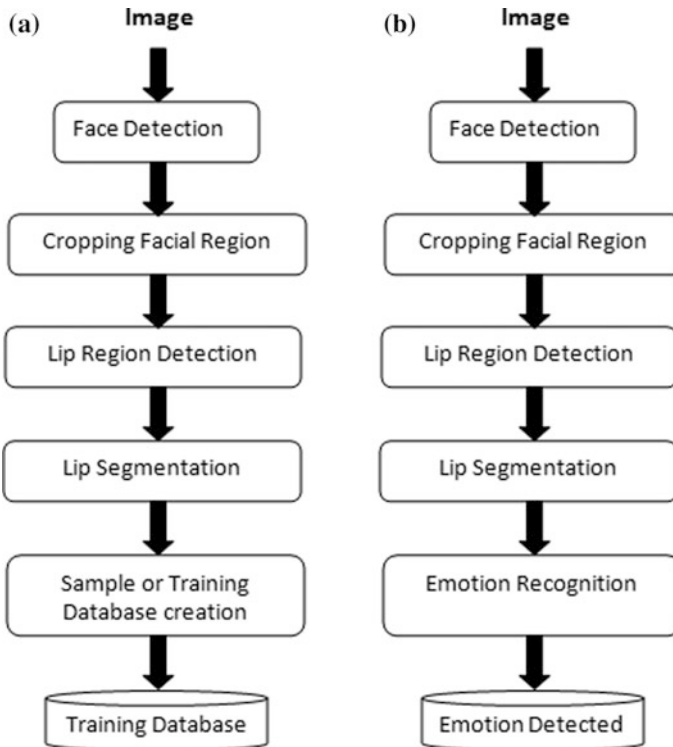 (a)
Image
Face Detection
Cropping Facial Region
Lip Region Detection
Lip Segmentation
Sample or Training
Database creation
Training Database
(b)
Image
Face Detection
Cropping Facial Region
Lip Region Detection
Lip Segmentation
Emotion Recognition
Emotion Detected